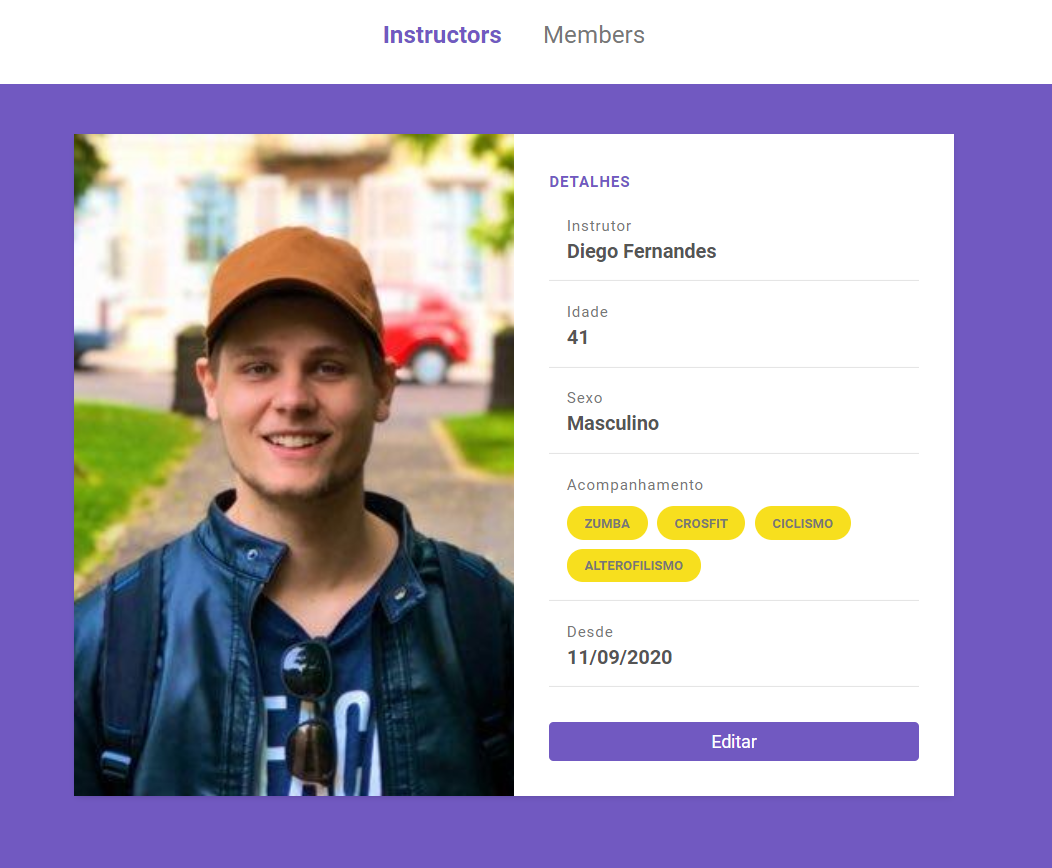 Instructors Members
DETALHES
Instrutor
Diego Fernandes
Idade
41
Sexo
Masculino
Acompanhamento
ZUMBA CROSFIT CICLISMO
ALTEROFILISMO
Desde
11/09/2020
Editar